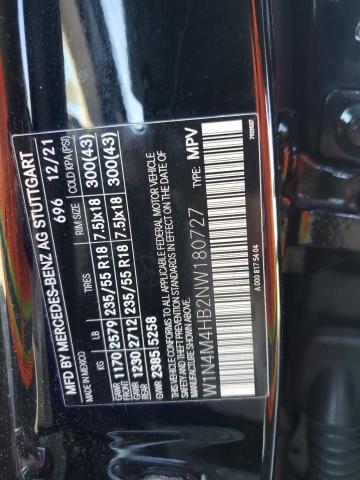 MFD BY MERCEDES-BENZ AG STUTTGART
MADE IN MEXICO 696 12/21
KG LB TIRES RIM SIZE COLD KPA(PSI)
GAWR FRONT 1170 2579 235/55 R18 7.5Jx18 300(43)
GAWR REAR 1230 2712 235/55 R18 7.5Jx18 300(43)
GVWR 2385 5258
THIS VEHICLE CONFORMS TO ALL APPLICABLE FEDERAL MOTOR VEHICLE
SAFETY AND THEFT PREVENTION STANDARDS IN EFFECT ON THE DATE OF
MANUFACTURE SHOWN ABOVE.
W1N4M4HB2NW180727 TYPE: MPV
A 000 817 54 04